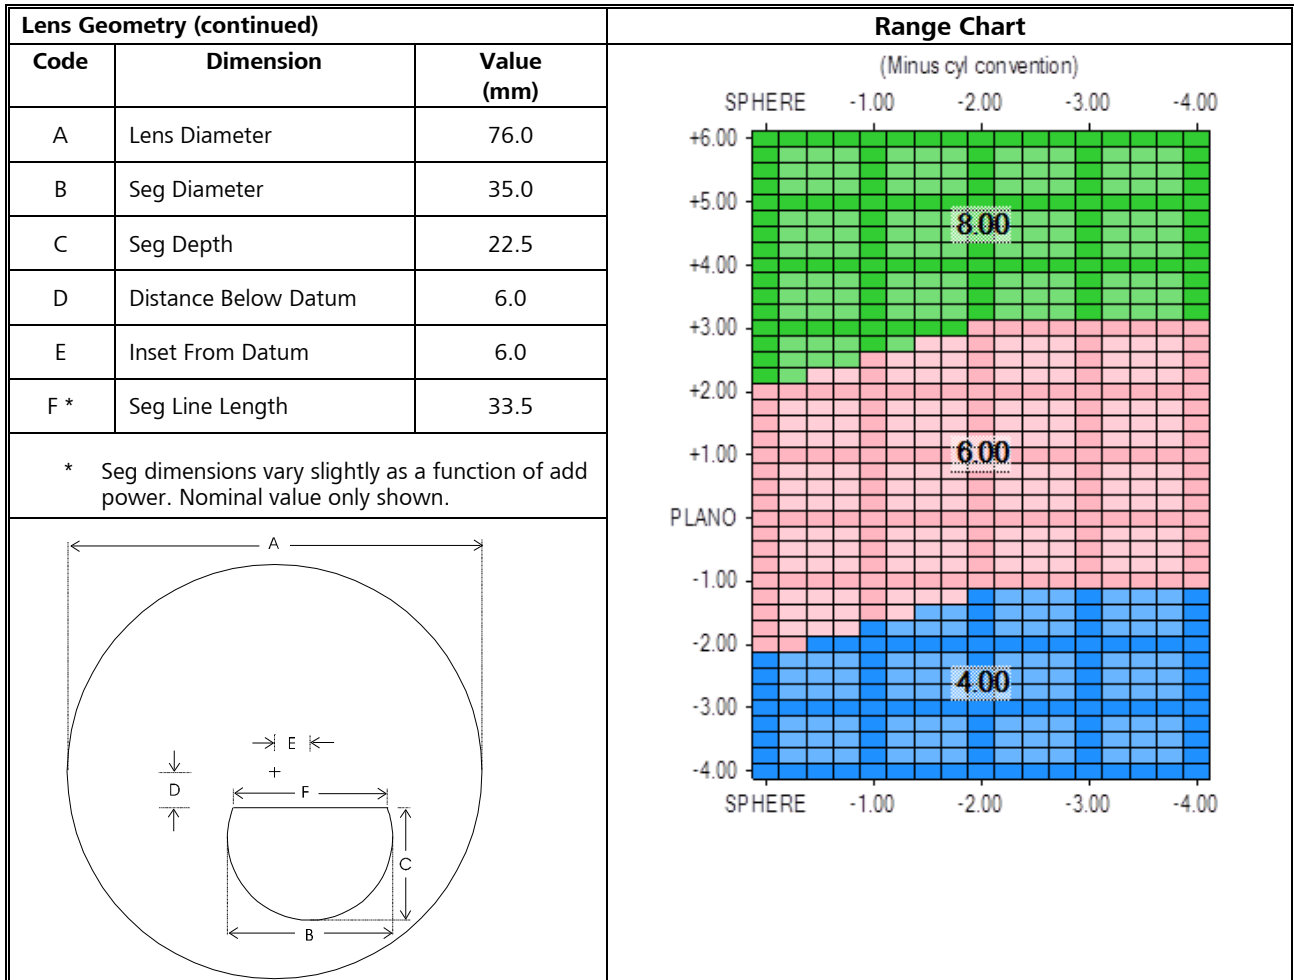 Lens Geometry (continued)
Code Dimension Value
(mm)
A Lens Diameter 76.0
B Seg Diameter 35.0
C Seg Depth 22.5
D Distance Below Datum 6.0
E Inset From Datum 6.0
F * Seg Line Length 33.5
* Seg dimensions vary slightly as a function of add
power. Nominal value only shown.
A
E
D
F
C
B
Range Chart
(Minus cyl convention)
SPHERE -1.00 -2.00 -3.00 -4.00
+6.00
+5.00
8.00
+4.00
+3.00
+2.00
+1.00
6.00
PLANO
-1.00
-2.00
4.00
-3.00
-4.00
SPHERE -1.00 -2.00 -3.00 -4.00